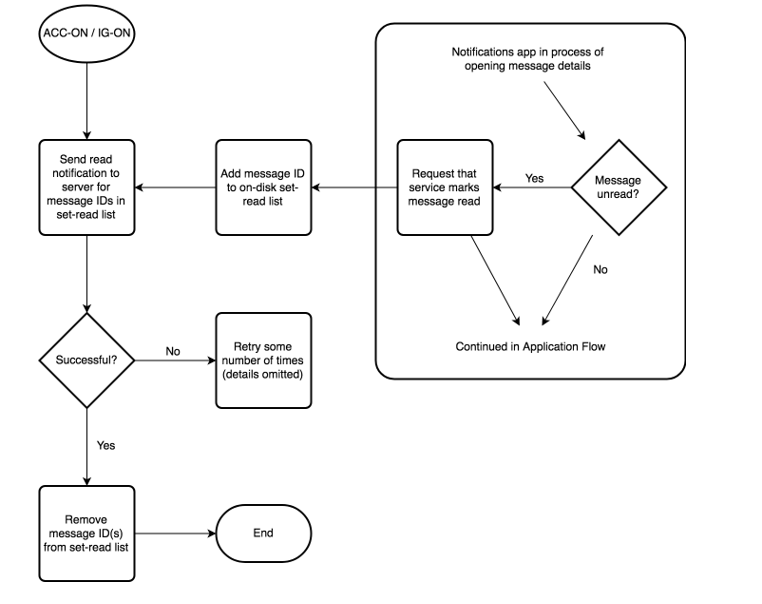 ACC-ON / IG-ON
Notifications app in process of
opening message details
Send read
notification to
server for
message IDs in
set-read list
Add message ID
to on-disk set-
read list
Request that
service marks
message read
Yes
Message
unread?
No
Continued in Application Flow
Successful?
No
Retry some
number of times
(details omitted)
Yes
Remove
message ID(s)
from set-read list
End